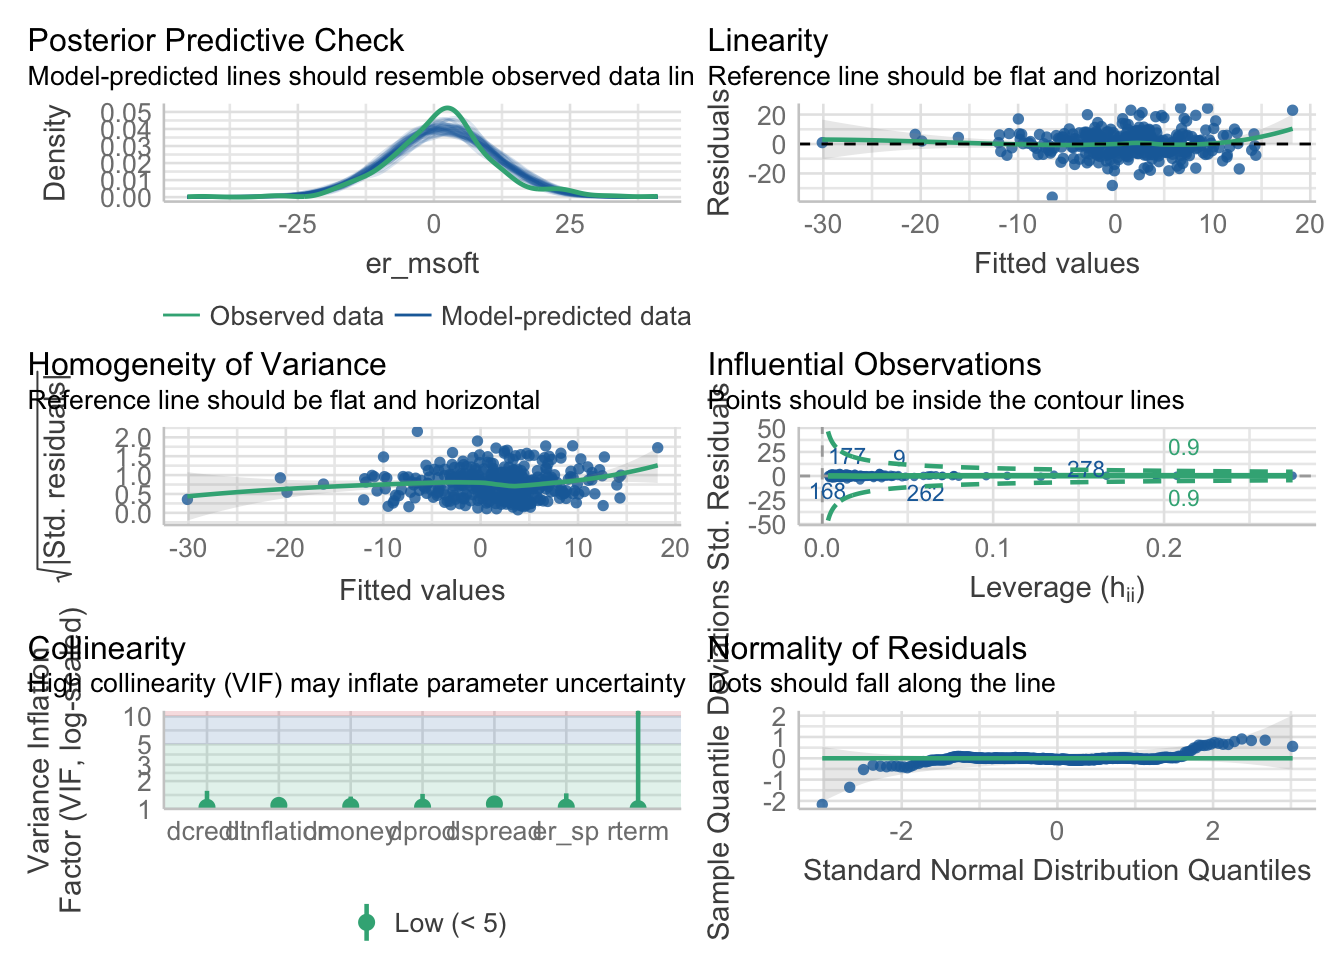 Posterior Predictive Check
Model-predicted lines should resemble observed data lin
Density
0.05
0.04
0.03
0.02
0.01
0.00
-25 0 25
er_msoft
Observed data Model-predicted data
Linearity
Reference line should be flat and horizontal
Residuals
20
0
-20
-30 -20 -10 0 10 20
Fitted values
Homogeneity of Variance
Reference line should be flat and horizontal
√|Std. residuals|
2.0
1.5
1.0
0.5
0.0
-30 -20 -10 0 10 20
Fitted values
Influential Observations
Points should be inside the contour lines
Std. Residuals
50
25
0
-25
-50
177 9 278 0.9
168 262 0.9
0.0 0.1 0.2
Leverage (hii)
Collinearity
High collinearity (VIF) may inflate parameter uncertainty
Variance Inflation
Factor (VIF, log-scaled)
10
5
3
2
1
dcredit dinflation dmoney dprod dspread er_sp rterm
Low (< 5)
Normality of Residuals
Dots should fall along the line
Sample Quantile Deviations
2
1
0
-1
-2
-2 0 2
Standard Normal Distribution Quantiles